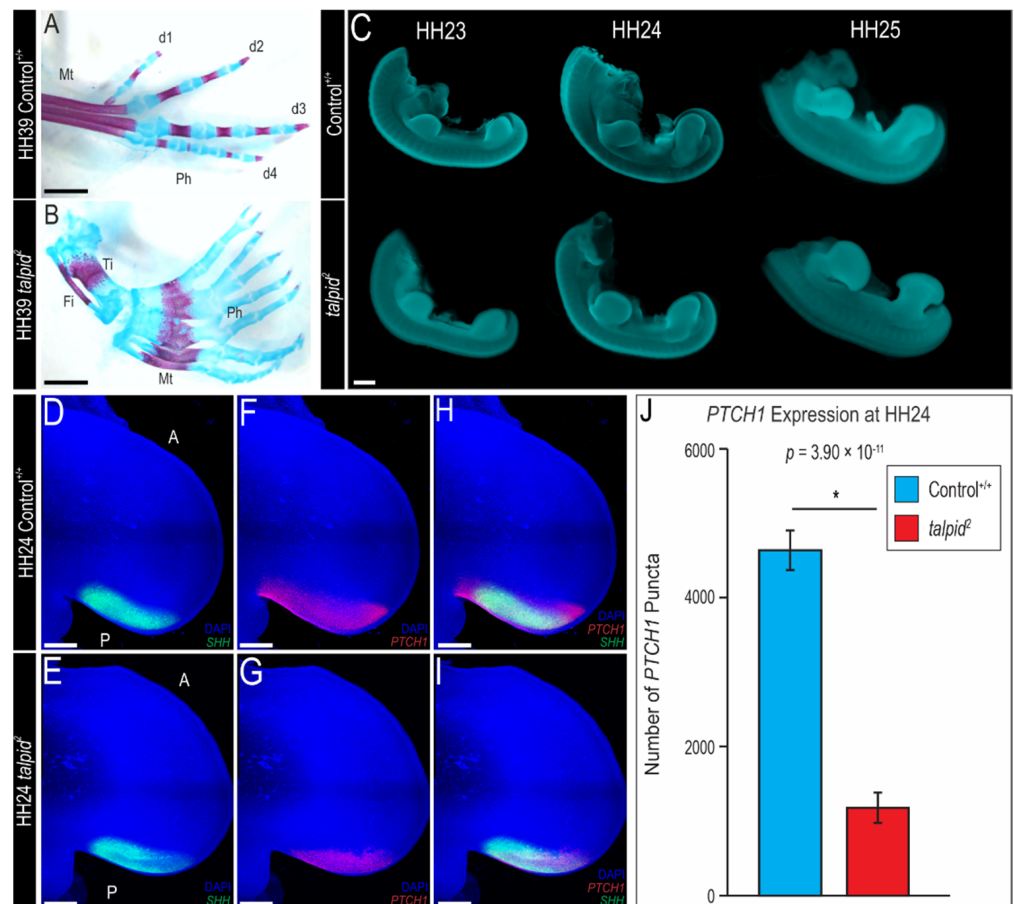 A
HH39 Control+/+
d1
d2
Mt
d3
d4
Ph
B
HH39 talpid²
Ti
Fi
Ph
Mt
C
HH23
HH24
HH25
Control+/+
talpid²
D
A
HH24 Control+/+
P
DAPI
SHH
F
DAPI
PTCH1
H
DAPI
PTCH1
SHH
E
A
HH24 talpid²
P
DAPI
SHH
G
DAPI
PTCH1
I
DAPI
PTCH1
SHH
J
PTCH1 Expression at HH24
p = 3.90 × 10⁻¹¹
*
Control+/+
talpid²
Number of PTCH1 Puncta
6000
4000
2000
0